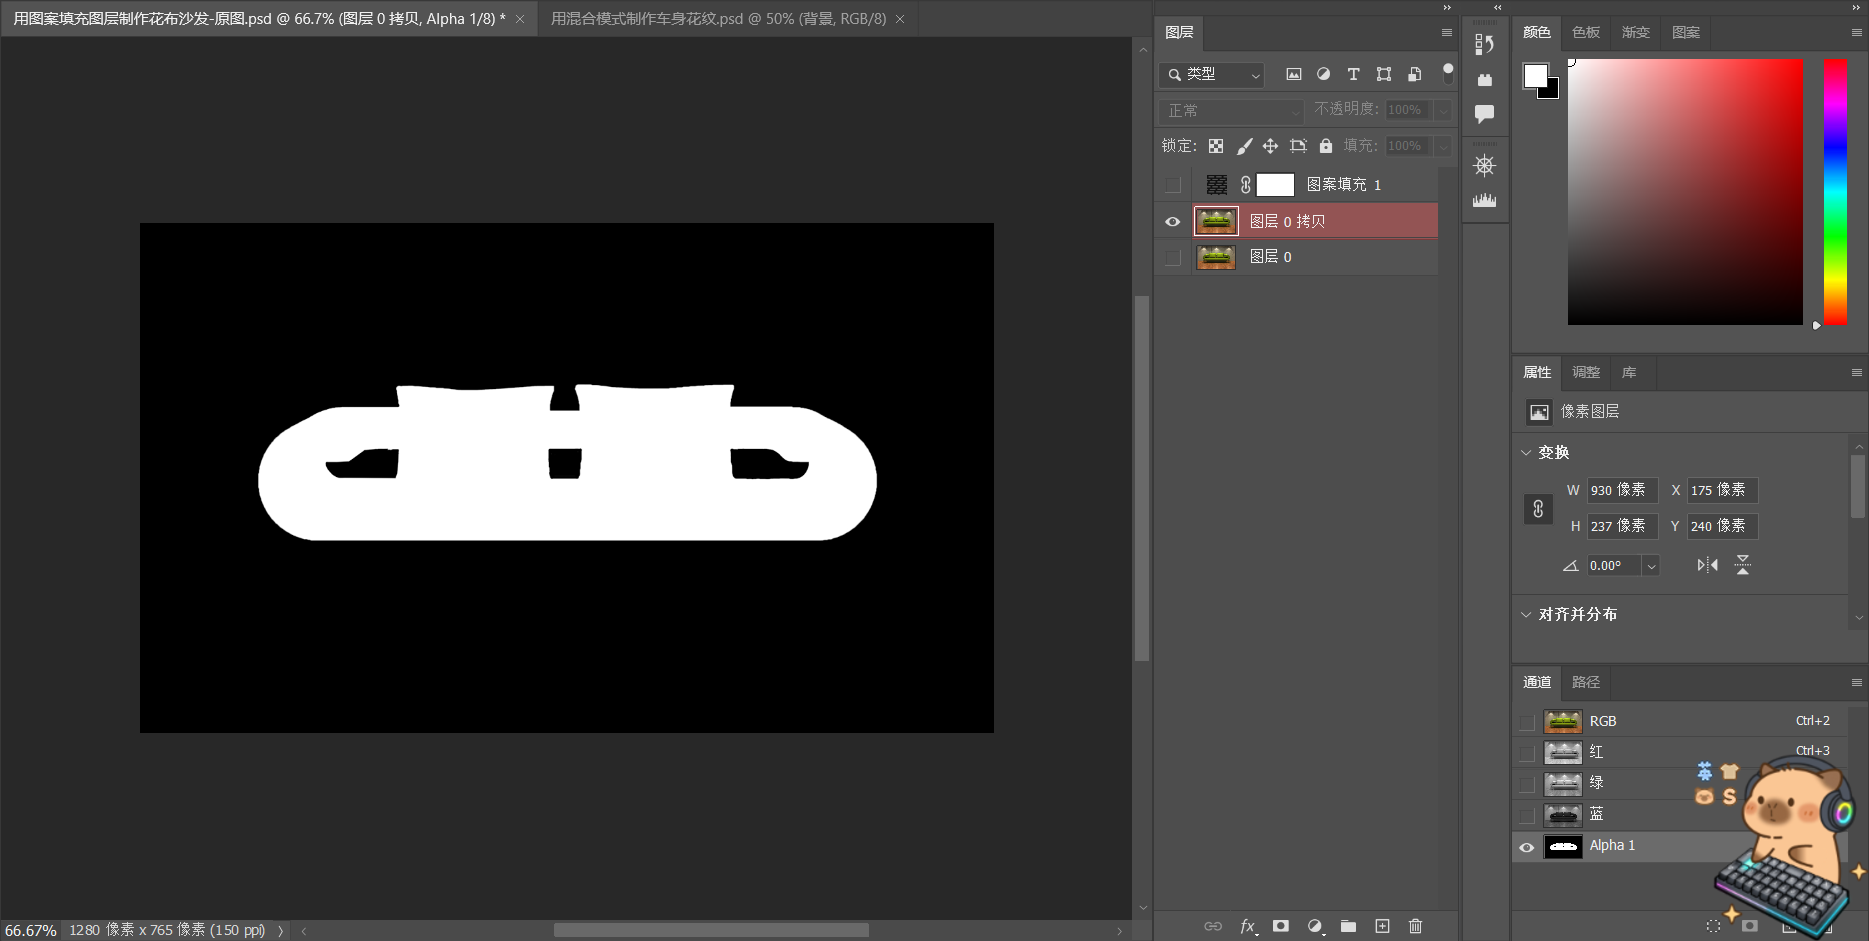 用图案填充图层制作花布沙发-原图.psd @ 66.7% (图层 0 拷贝, Alpha 1/8) * ×
用混合模式制作车身花纹.psd @ 50% (背景, RGB/8) ×
图层
类型
正常 不透明度: 100%
锁定: 填充: 100%
图案填充 1
图层 0 拷贝
图层 0
颜色 色板 渐变 图案
属性 调整 库
像素图层
变换
W 930 像素 X 175 像素
H 237 像素 Y 240 像素
0.00°
对齐并分布
通道 路径
RGB Ctrl+2
红 Ctrl+3
绿
蓝
Alpha 1
英
S
66.67% 1280 像素 x 765 像素 (150 ppi)
fx